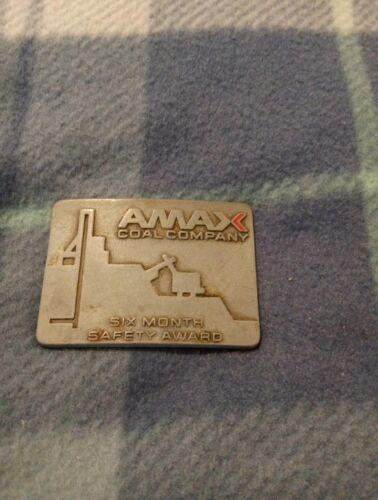 AMAX
COAL COMPANY
SIX MONTH
SAFETY AWARD